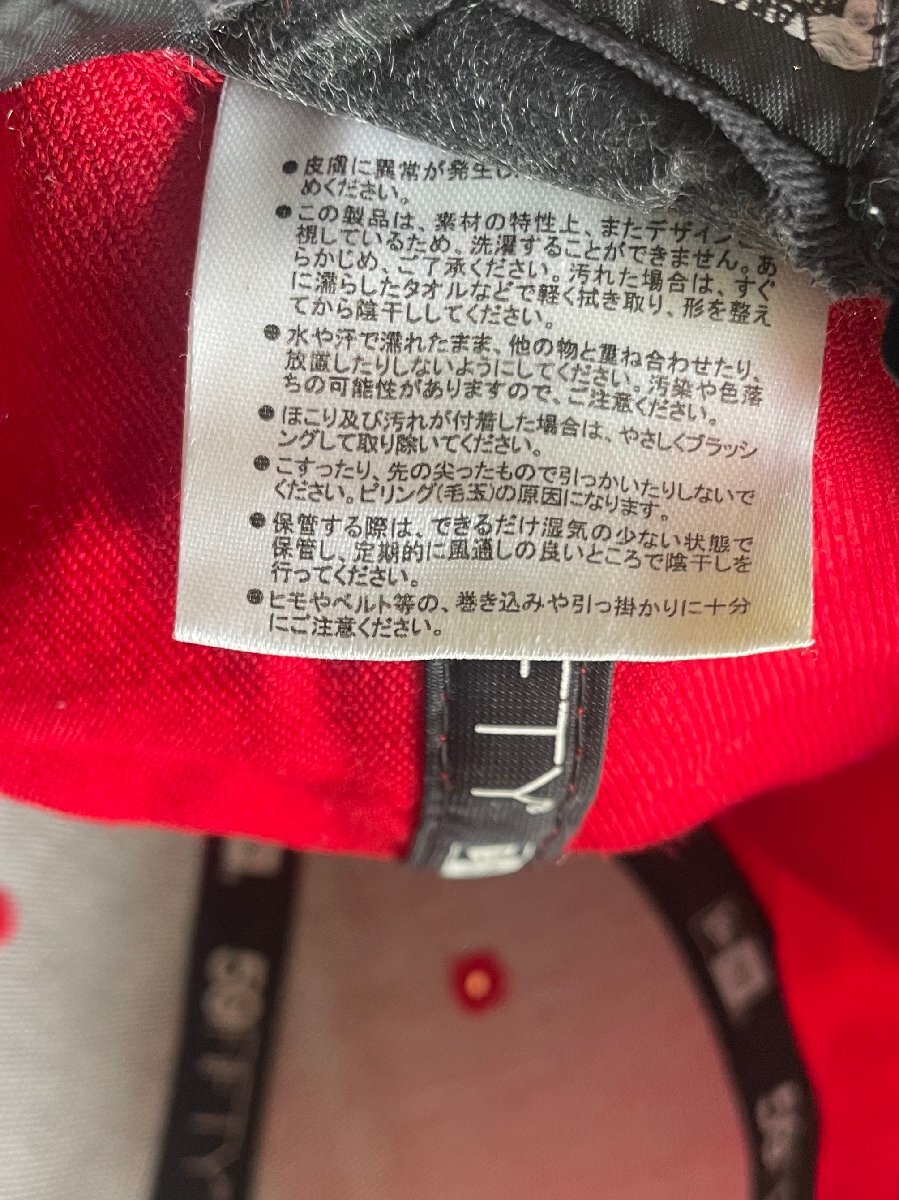 ● 皮膚に異常が発生し
めください。
● この製品は、素材の特性上、またデザイン
視しているため。洗濯することができません。あ
らかじめ、ご了承ください。汚れた場合は、すぐ
に濡らしたタオルなどで軽く拭き取り、形を整え
てから陰干ししてください。
● 水や汗で濡れたまま、他の物と重ね合わせたり、
放置したりしないようにしてください。汚染や色落
ちの可能性がありますので、ご注意ください。
● ほこり及び汚れが付着した場合は、やさしくブラッシ
ングして取り除いてください。
● こすったり、先の尖ったもので引っかいたりしないで
ください。ピリング(毛玉)の原因になります。
● 保管する際は、できるだけ湿気の少ない状態で
保管し、定期的に風通しの良いところで陰干しを
行ってください。
● ヒモやベルト等の、巻き込みや引っ掛かりに十分
にご注意ください。
FTY
59FIFTY
59